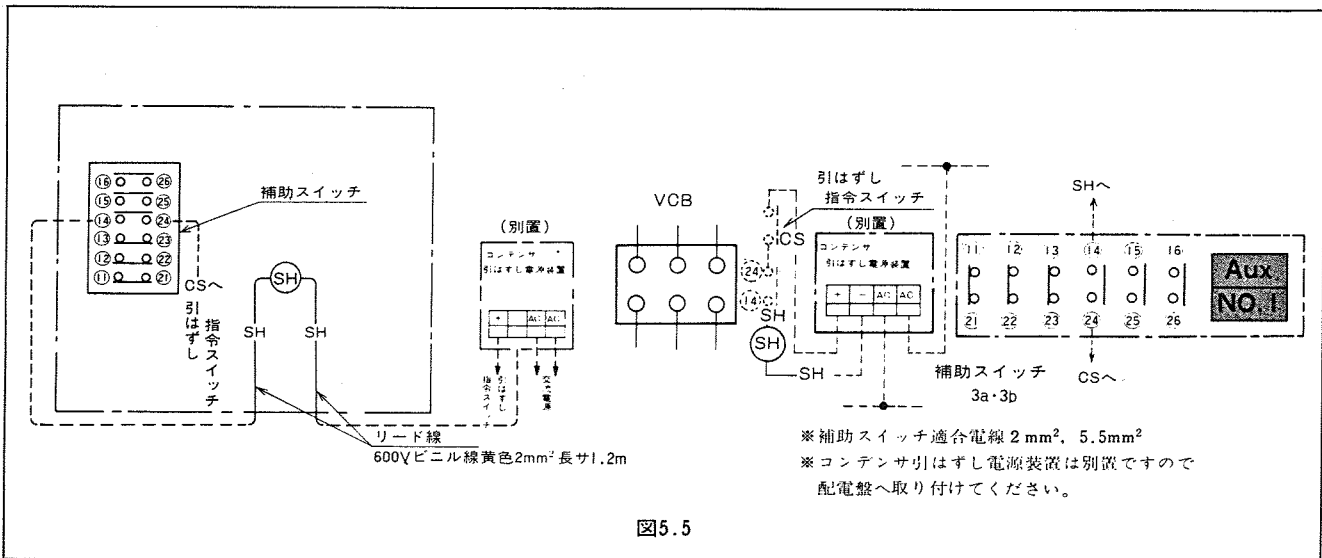 ⑯ ㉖
⑮ ㉕
⑭ ㉔
⑬ ㉓
⑫ ㉒
⑪ ㉑
補助スイッチ
CSへ
引はずし
指令スイッチ
SH
SH
SH
リード線
600Vビニル線黄色2mm²長サ1.2m
(別置)
コンデンサ
引はずし電源装置
+ AC AC
引はずし
指令スイッチ
交流電源
VCB
引はずし
指令スイッチ
CS
㉔
⑭
SH
SH
SH
(別置)
コンデンサ
引はずし電源装置
+ − AC AC
SHへ
11 12 13 ⑭ ⑮ 16
㉑ ㉒ ㉓ ㉔ ㉕ 26
Aux.
NO.1
CSへ
補助スイッチ
3a・3b
※補助スイッチ適合電線2mm², 5.5mm²
※コンデンサ引はずし電源装置は別置ですので
配電盤へ取り付けてください。
図5.5